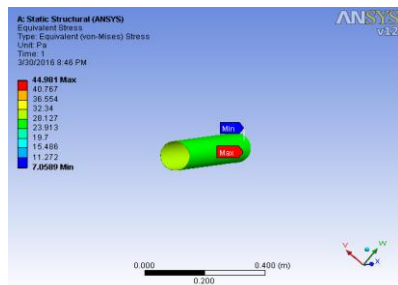 A: Static Structural (ANSYS)
Equivalent Stress
Type: Equivalent (von-Mises) Stress
Unit: Pa
Time: 1
3/30/2016 8:46 PM
44.981 Max
40.767
36.554
32.34
28.127
23.913
19.7
15.486
11.272
7.0589 Min
ANSYS
v12
Min
Max
0.000
0.400 (m)
0.200
Y
X